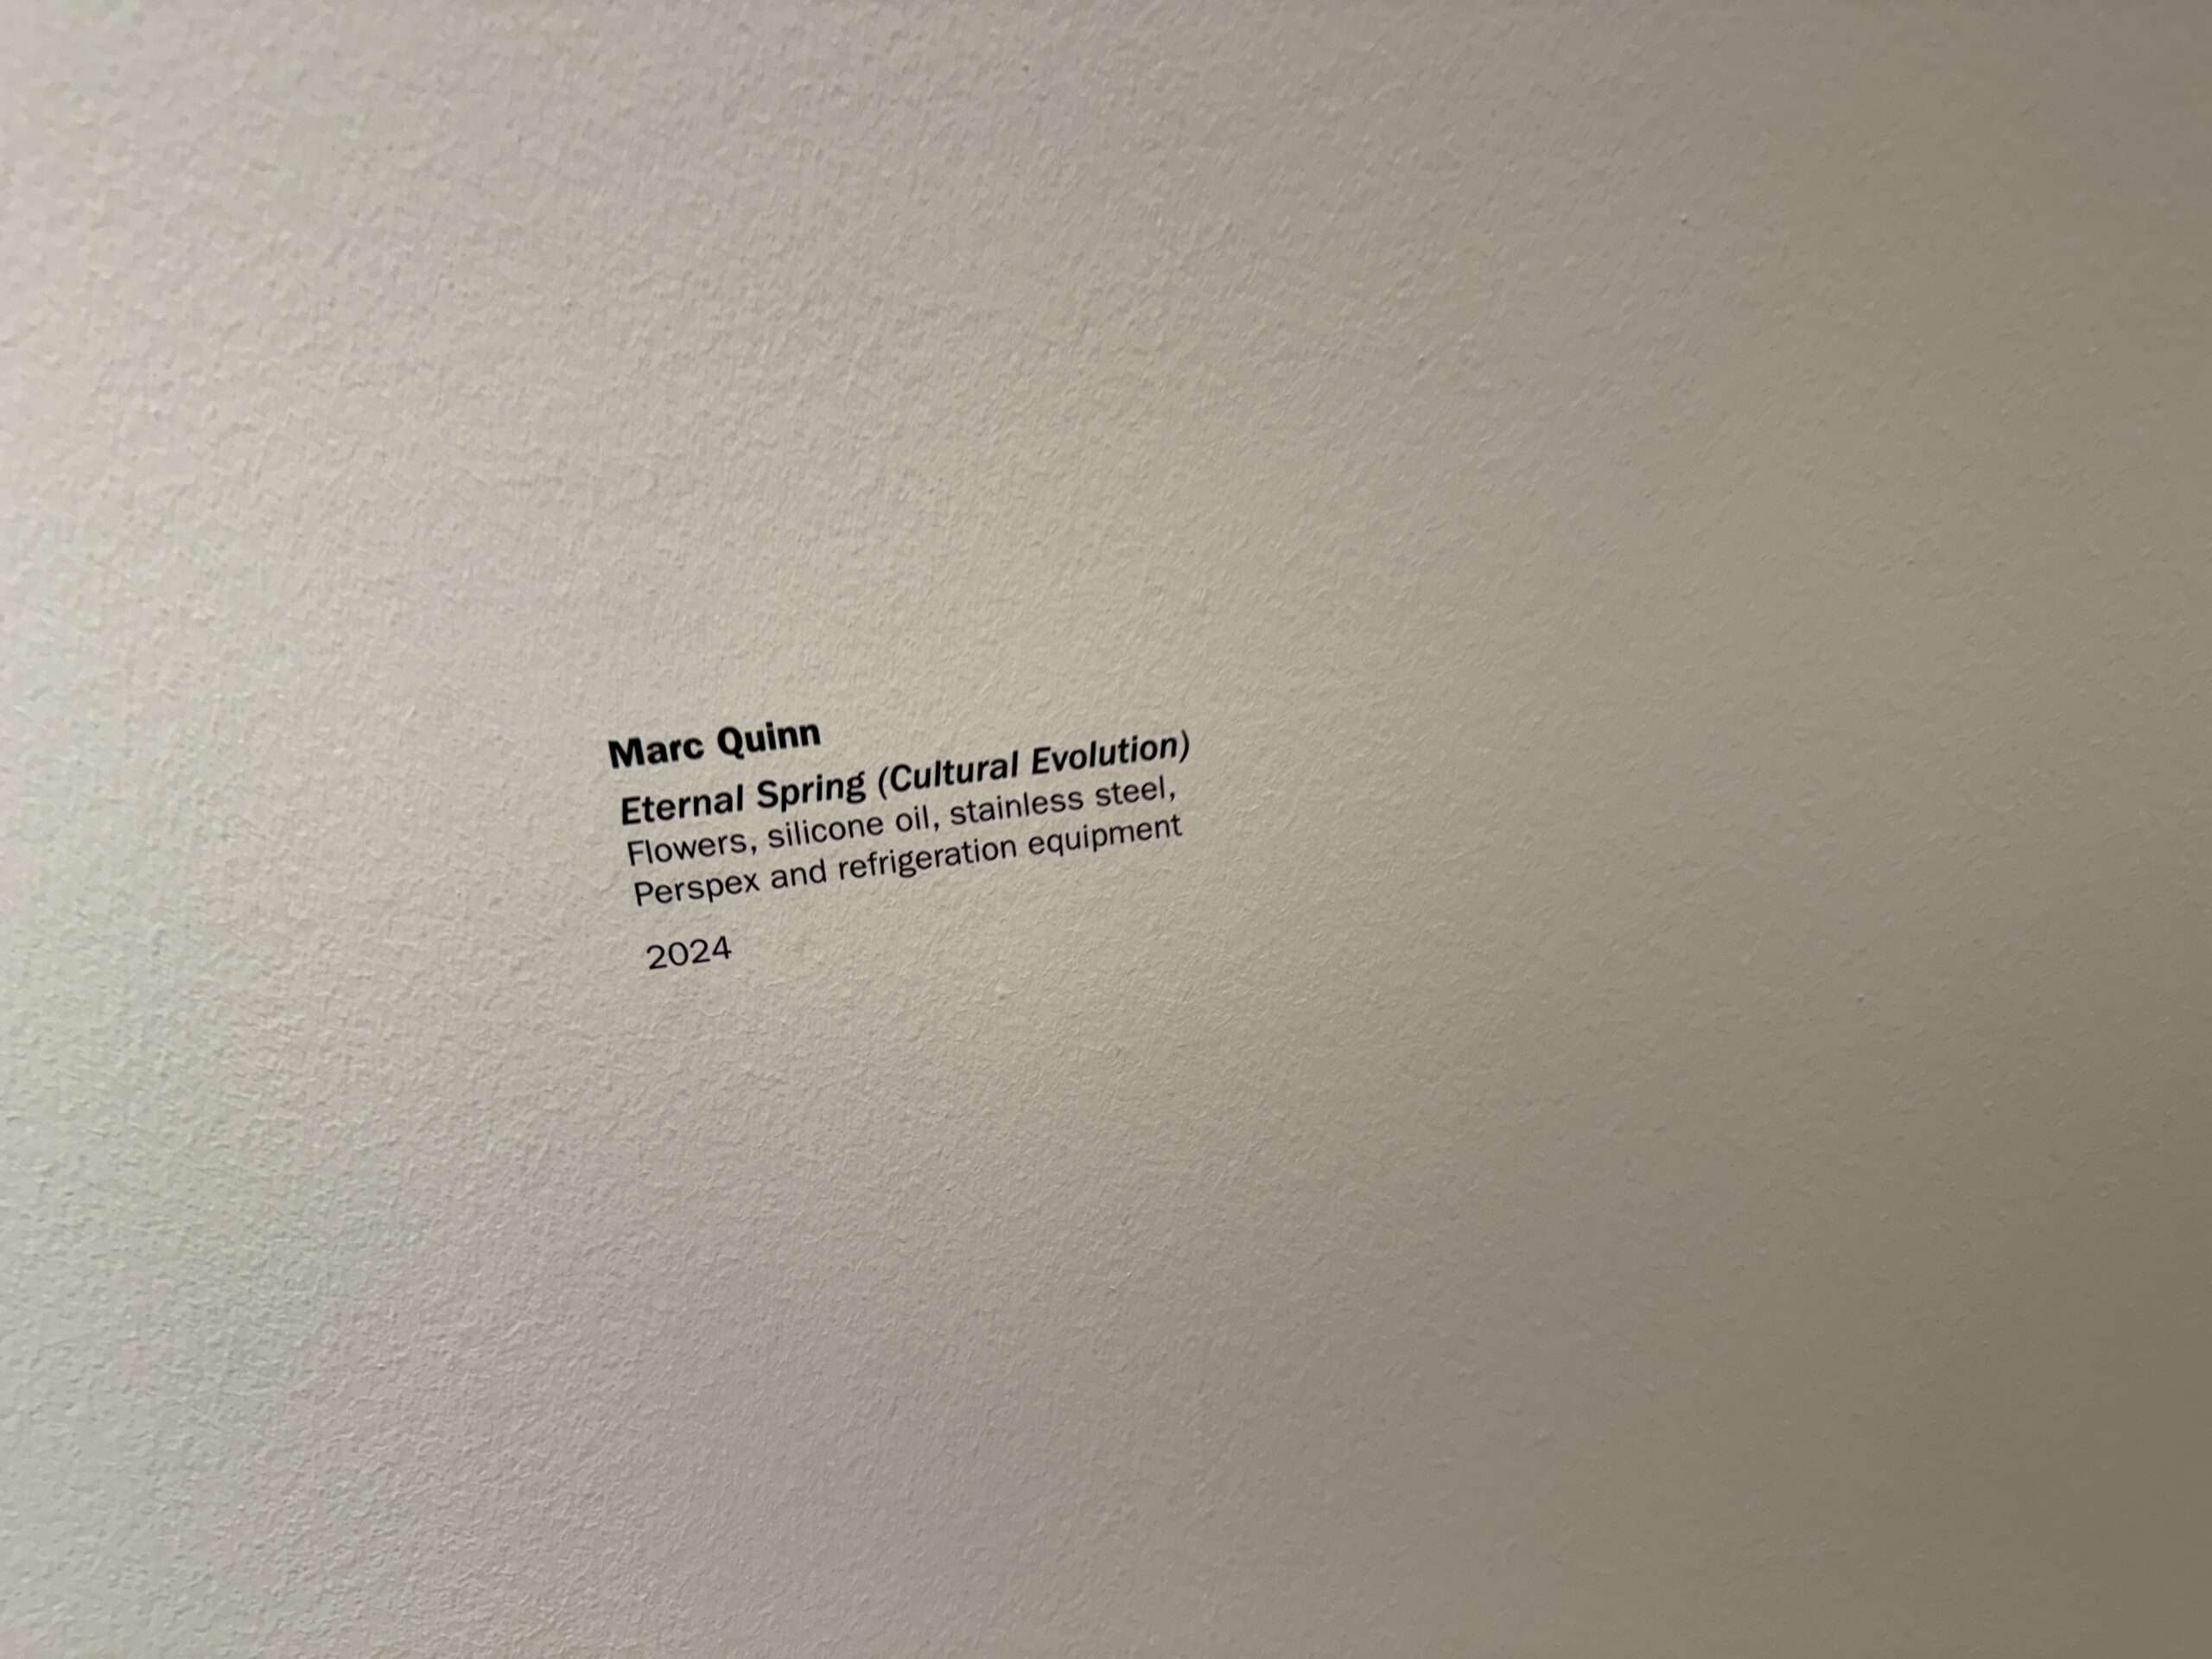 Marc Quinn
Eternal Spring (Cultural Evolution)
Flowers, silicone oil, stainless steel,
Perspex and refrigeration equipment
2024